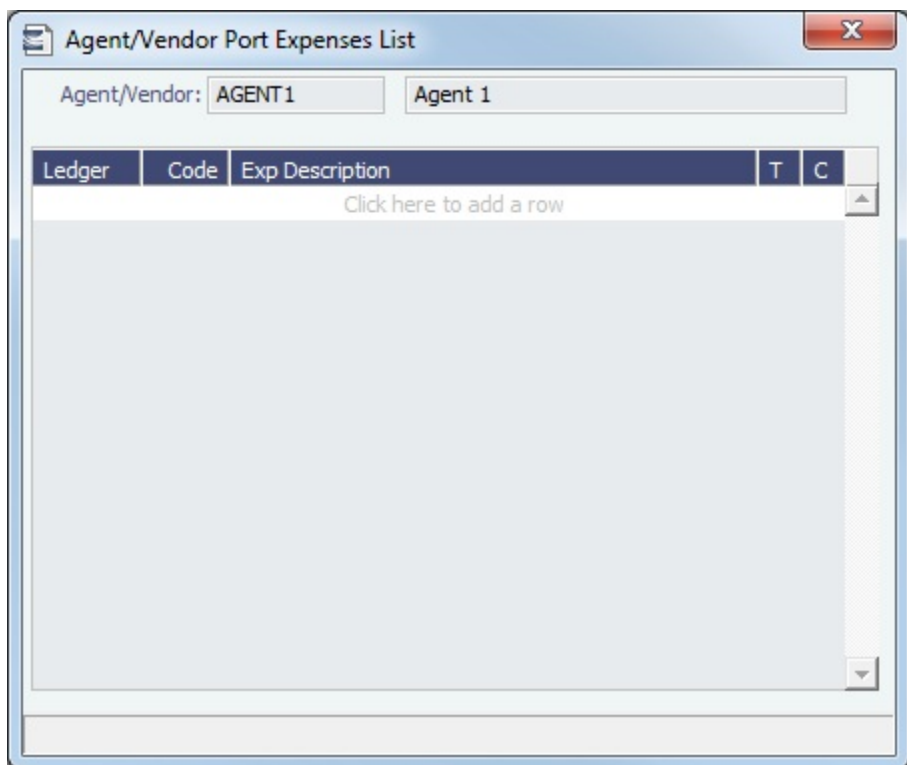 Agent/Vendor Port Expenses List
Agent/Vendor: AGENT1 Agent 1
Ledger Code Exp Description T C
Click here to add a row